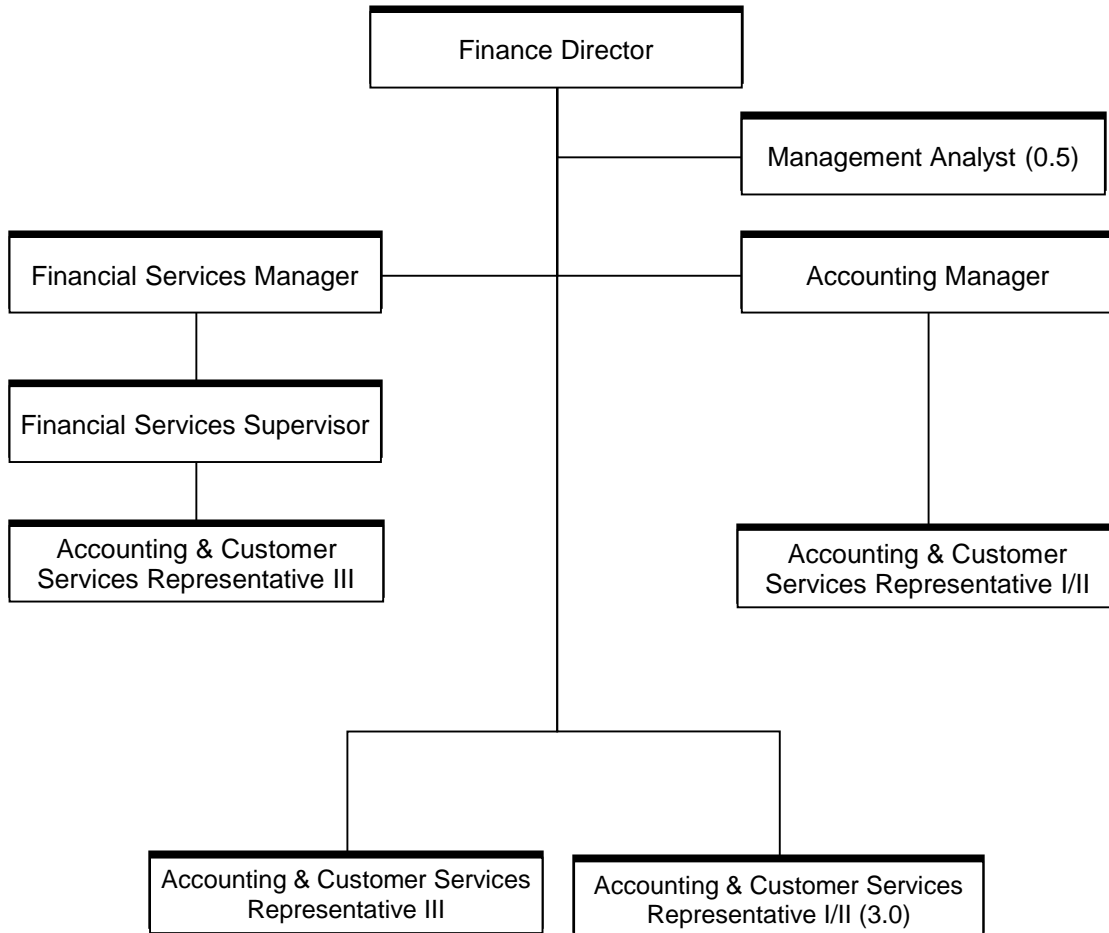 Finance Director
Management Analyst (0.5)
Financial Services Manager
Accounting Manager
Financial Services Supervisor
Accounting & Customer
Services Representative III
Accounting & Customer
Services Representative I/II
Accounting & Customer Services
Representative III
Accounting & Customer Services
Representative I/II (3.0)